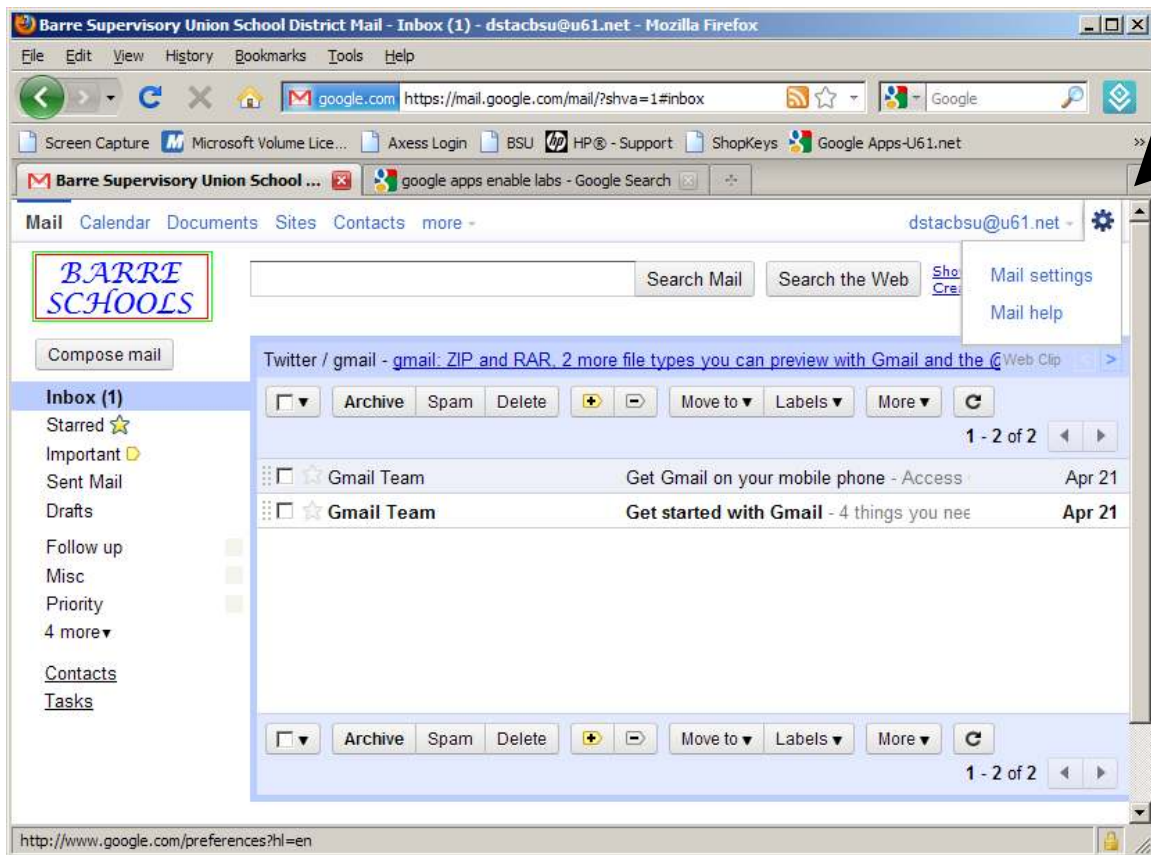 Barre Supervisory Union School District Mail - Inbox (1) - dstacbsu@u61.net - Mozilla Firefox
File Edit View History Bookmarks Tools Help
google.com https://mail.google.com/mail/?shva=1#inbox Google
Screen Capture Microsoft Volume Lice... Axess Login BSU HP® - Support ShopKeys Google Apps-U61.net »
Barre Supervisory Union School ... google apps enable labs - Google Search
Mail Calendar Documents Sites Contacts more dstacbsu@u61.net
BARRE
SCHOOLS
Search Mail Search the Web
Mail settings
Mail help
Compose mail
Twitter / gmail - gmail: ZIP and RAR, 2 more file types you can preview with Gmail and the @ Web Clip < >
Inbox (1)
Archive Spam Delete Move to ▾ Labels ▾ More ▾
Starred
1 - 2 of 2
Important
Sent Mail
Gmail Team Get Gmail on your mobile phone - Access Apr 21
Drafts
Gmail Team Get started with Gmail - 4 things you nee Apr 21
Follow up
Misc
Priority
4 more▾
Contacts
Tasks
Archive Spam Delete Move to ▾ Labels ▾ More ▾
1 - 2 of 2
http://www.google.com/preferences?hl=en